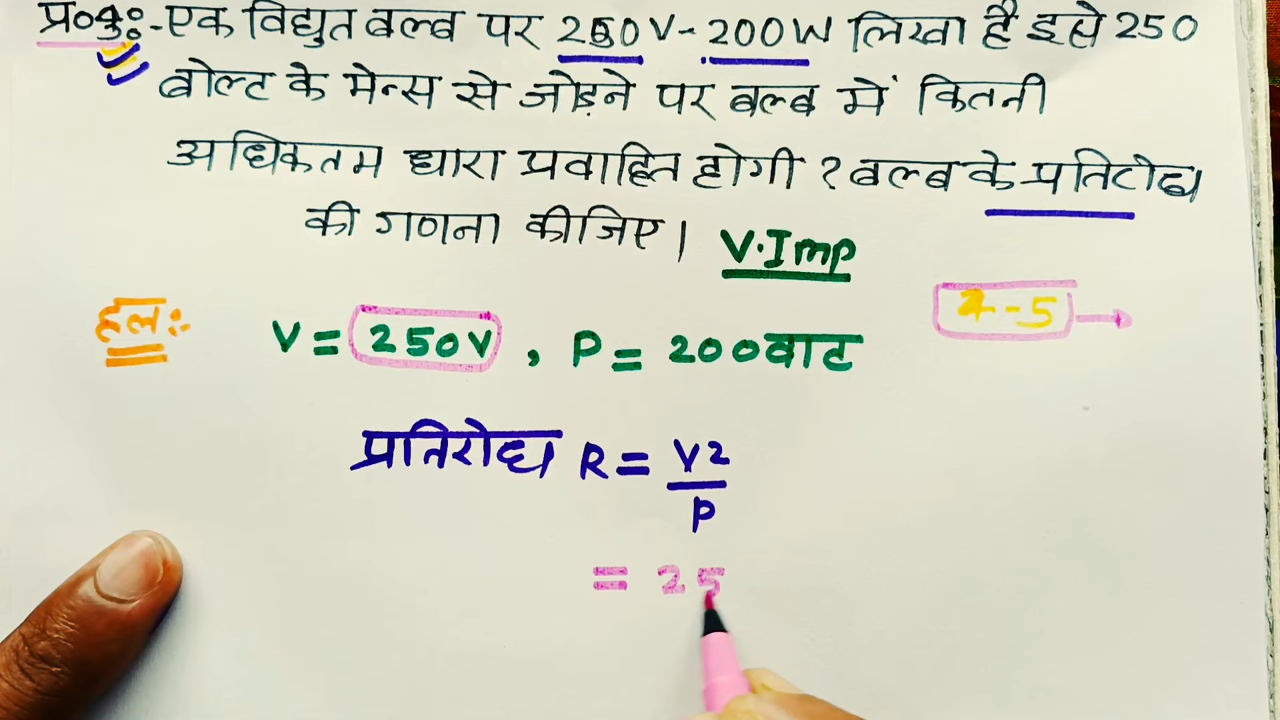 प्र०4:- एक विद्युत बल्ब पर 250V-200W लिखा है इसे 250
बोल्ट के मेन्स से जोड़ने पर बल्ब में कितनी
अधिकतम धारा प्रवाहित होगी ? बल्ब के प्रतिरोध
की गणना कीजिए।
V.Imp
4-5 →
हलः-
V = 250V , P = 200वाट
प्रतिरोध R = V2
P
= 25